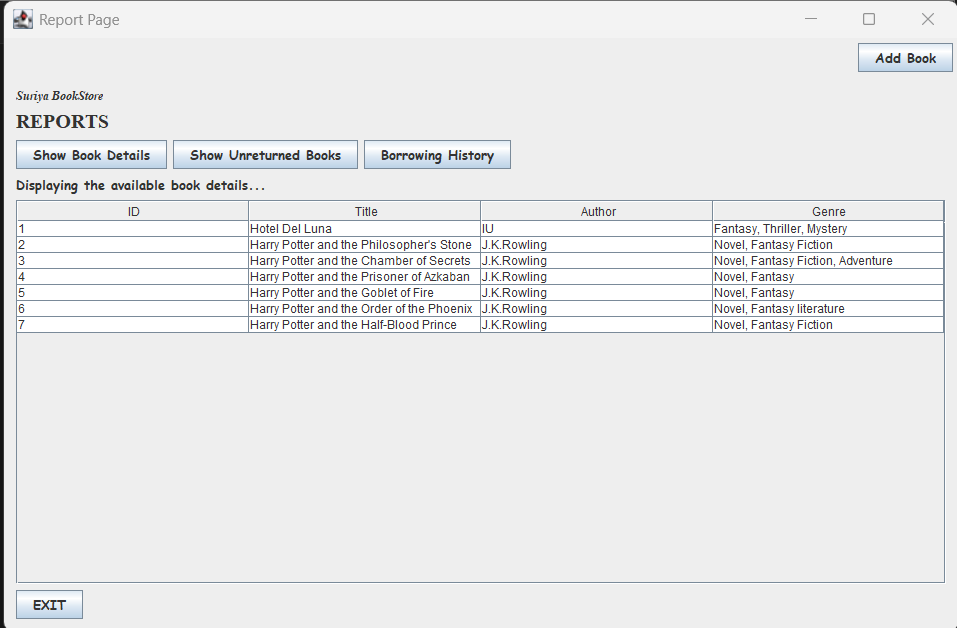 Report Page
Add Book
Suriya BookStore
REPORTS
Show Book Details Show Unreturned Books Borrowing History
Displaying the available book details...
ID Title Author Genre
1 Hotel Del Luna IU Fantasy, Thriller, Mystery
2 Harry Potter and the Philosopher's Stone J.K.Rowling Novel, Fantasy Fiction
3 Harry Potter and the Chamber of Secrets J.K.Rowling Novel, Fantasy Fiction, Adventure
4 Harry Potter and the Prisoner of Azkaban J.K.Rowling Novel, Fantasy
5 Harry Potter and the Goblet of Fire J.K.Rowling Novel, Fantasy
6 Harry Potter and the Order of the Phoenix J.K.Rowling Novel, Fantasy literature
7 Harry Potter and the Half-Blood Prince J.K.Rowling Novel, Fantasy Fiction
EXIT